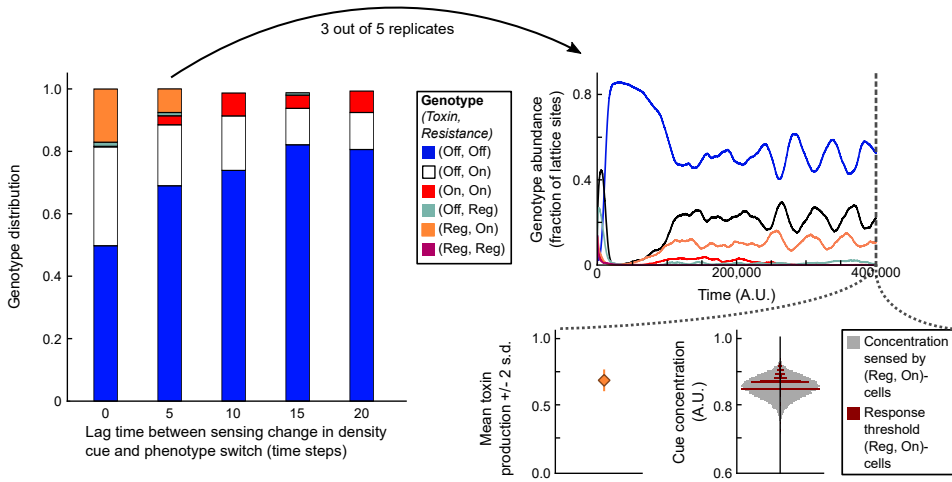 3 out of 5 replicates
Genotype distribution
1.0
0.8
0.6
0.4
0.2
0
0
5
10
15
20
Lag time between sensing change in density
cue and phenotype switch (time steps)
Genotype
(Toxin,
Resistance)
(Off, Off)
(Off, On)
(On, On)
(Off, Reg)
(Reg, On)
(Reg, Reg)
Genotype abundance
(fraction of lattice sites)
0.8
0.4
0
0
200,000
400,000
Time (A.U.)
Mean toxin
production +/- 2 s.d.
1.0
0.5
0.0
Cue concentration
(A.U.)
1.0
0.8
0.6
Concentration
sensed by
(Reg, On)-
cells
Response
threshold
(Reg, On)-
cells